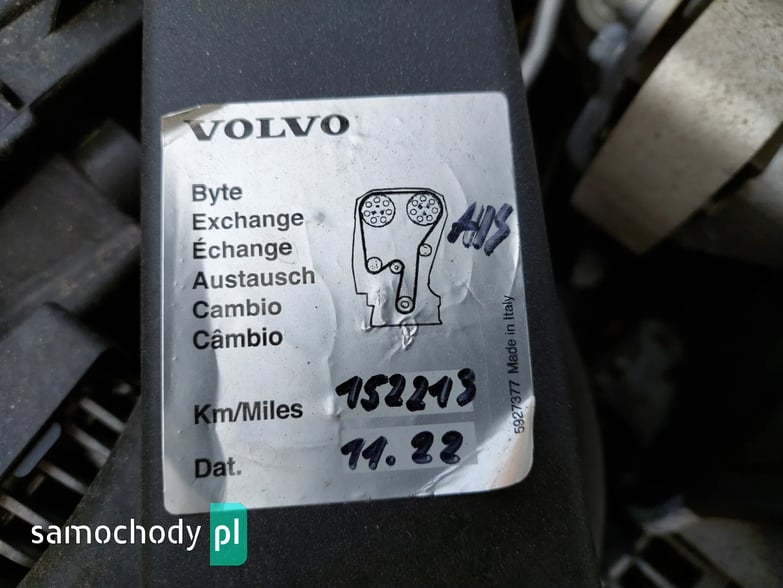 VOLVO
Byte
Exchange
Échange
Austausch
Cambio
Câmbio
Km/Miles 152213
Dat. 11.22
5927377 Made in Italy
samochody pl